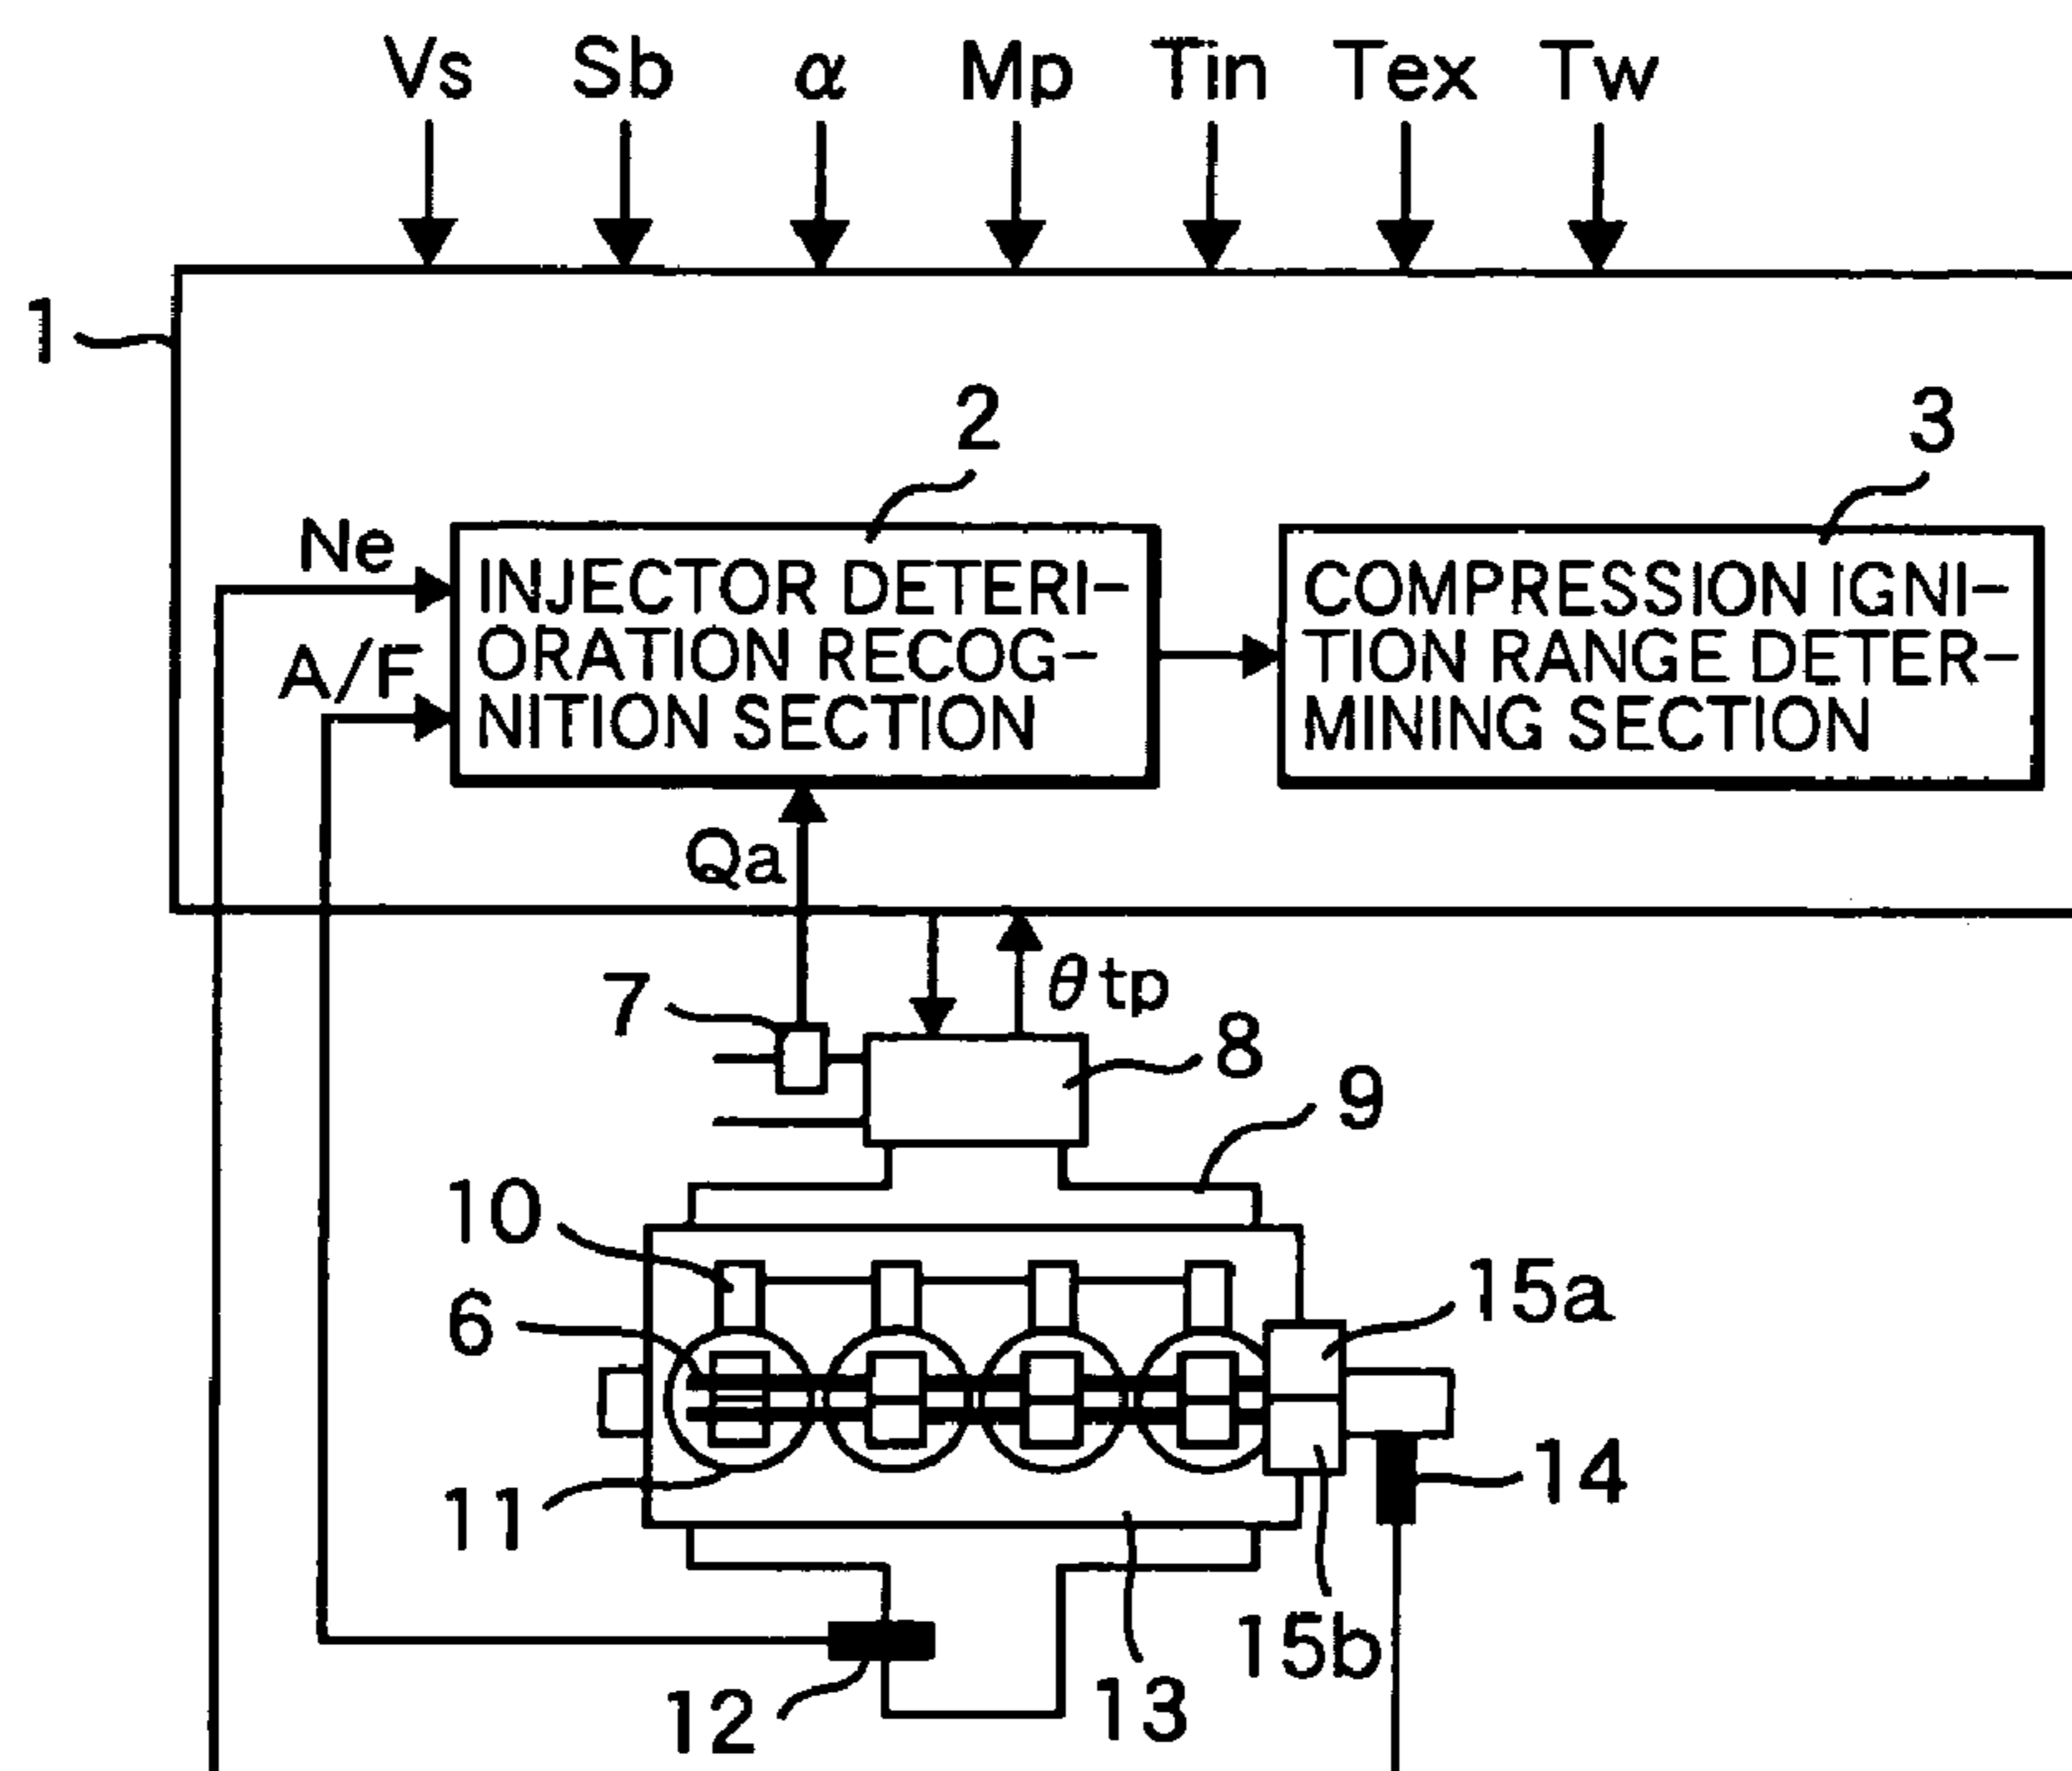 Vs Sb α Mp Tin Tex Tw
1
2 3
Ne
A/F
INJECTOR DETERI-
ORATION RECOG-
NITION SECTION
COMPRESSION IGNI-
TION RANGE DETER-
MINING SECTION
Qa
θtp
7
8
9
10
6
15a
11
14
15b
12
13